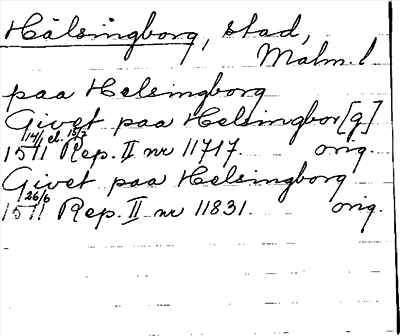 Hälsingborg, stad,
Malm. l
paa Helsingborg
Givet paa Helsingbor[g]
14/1 el. 15/7
1511 Rep. II nr 11717. orig.
Givet paa Helsingborg
26/6
1511 Rep. II nr 11831. orig.